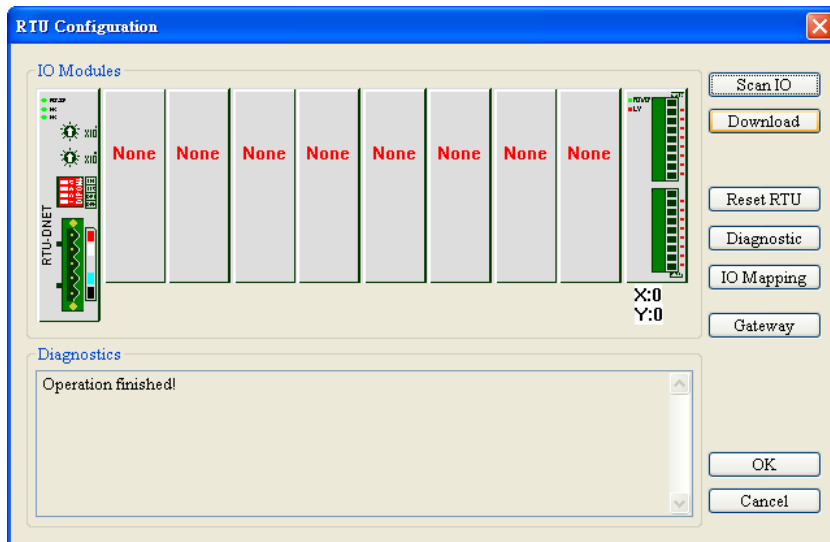 RTU Configuration
IO Modules
RTU-DNET
None None None None None None None None
X:0
Y:0
Scan IO
Download
Reset RTU
Diagnostic
IO Mapping
Gateway
Diagnostics
Operation finished!
OK
Cancel